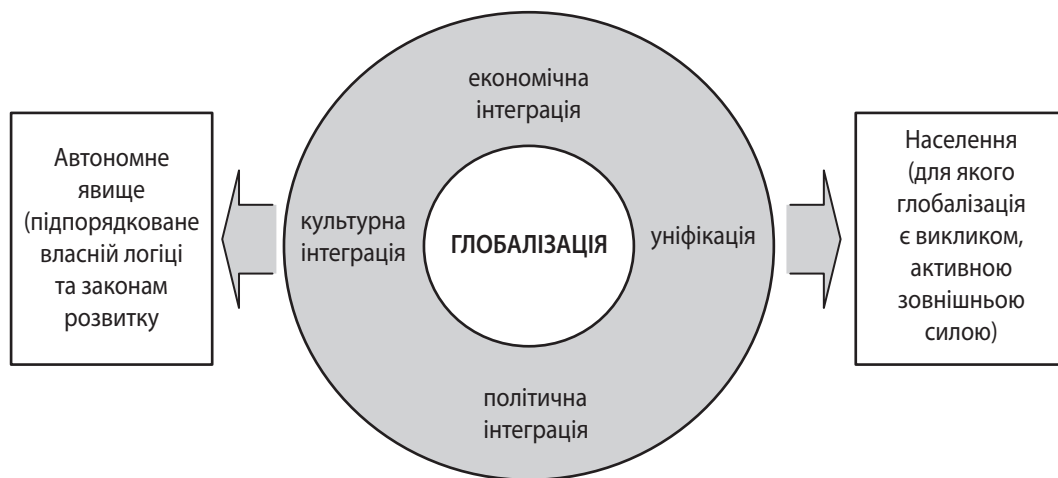 економічна
інтеграція
Автономне
явище
(підпорядковане
власній логіці
та законам
розвитку
культурна
інтеграція
ГЛОБАЛІЗАЦІЯ
уніфікація
Населення
(для якого
глобалізація
є викликом,
активною
зовнішньою
силою)
політична
інтеграція